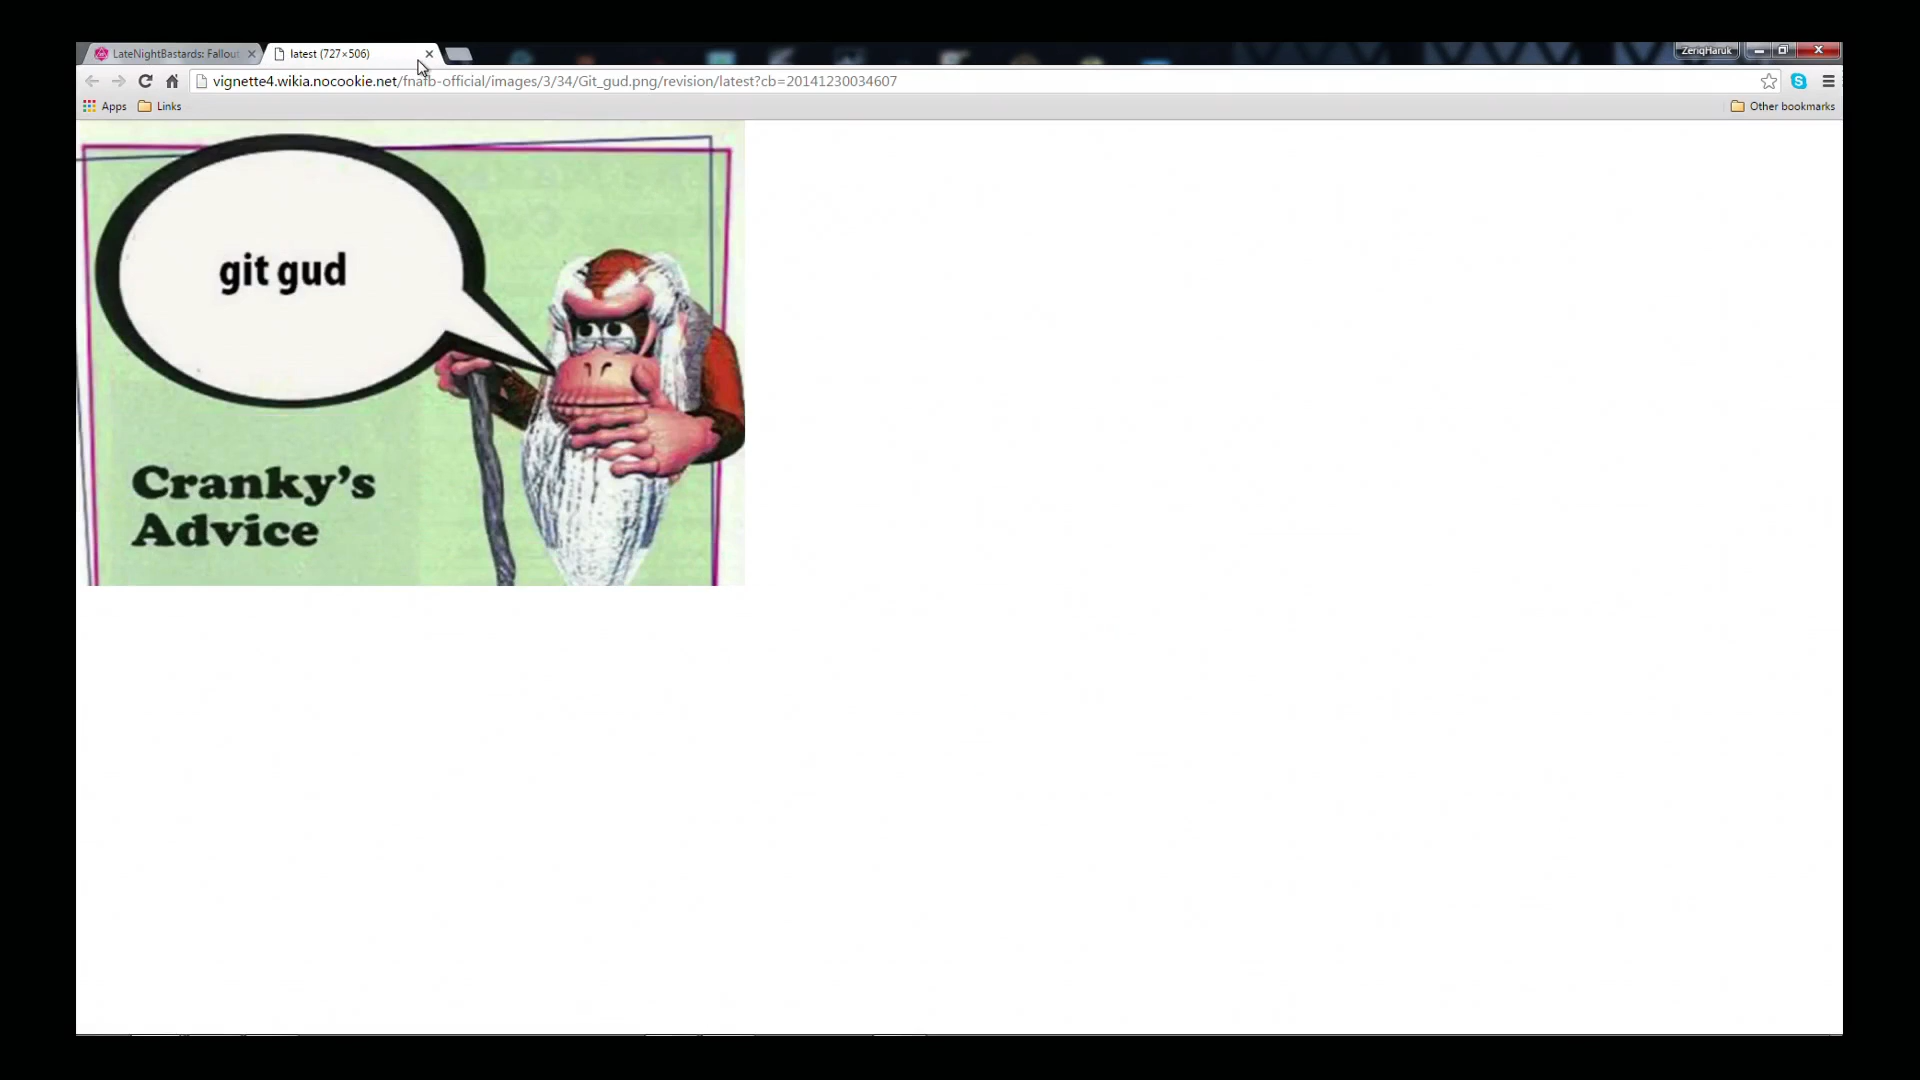 LateNightBastards: Fallout
latest (727×506)
ZeriqHaruk
vignette4.wikia.nocookie.net/fnafb-official/images/3/34/Git_gud.png/revision/latest?cb=20141230034607
Apps
Links
Other bookmarks
git gud
Cranky's
Advice